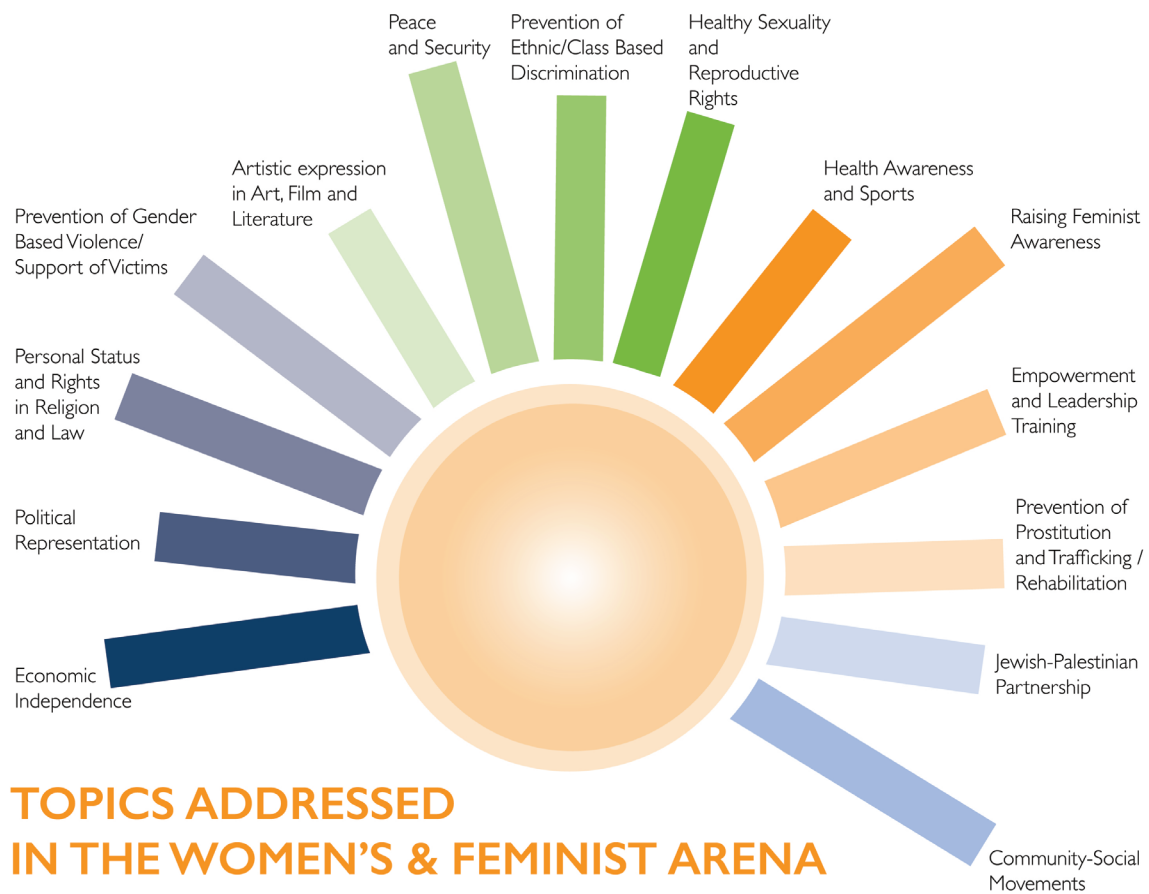 Peace
and Security
Prevention of
Ethnic/Class Based
Discrimination
Healthy Sexuality
and
Reproductive
Rights
Artistic expression
in Art, Film and
Literature
Health Awareness
and Sports
Prevention of Gender
Based Violence/
Support of Victims
Raising Feminist
Awareness
Personal Status
and Rights
in Religion
and Law
Empowerment
and Leadership
Training
Political
Representation
Prevention of
Prostitution
and Trafficking /
Rehabilitation
Economic
Independence
Jewish-Palestinian
Partnership
Community-Social
Movements
TOPICS ADDRESSED
IN THE WOMEN'S & FEMINIST ARENA